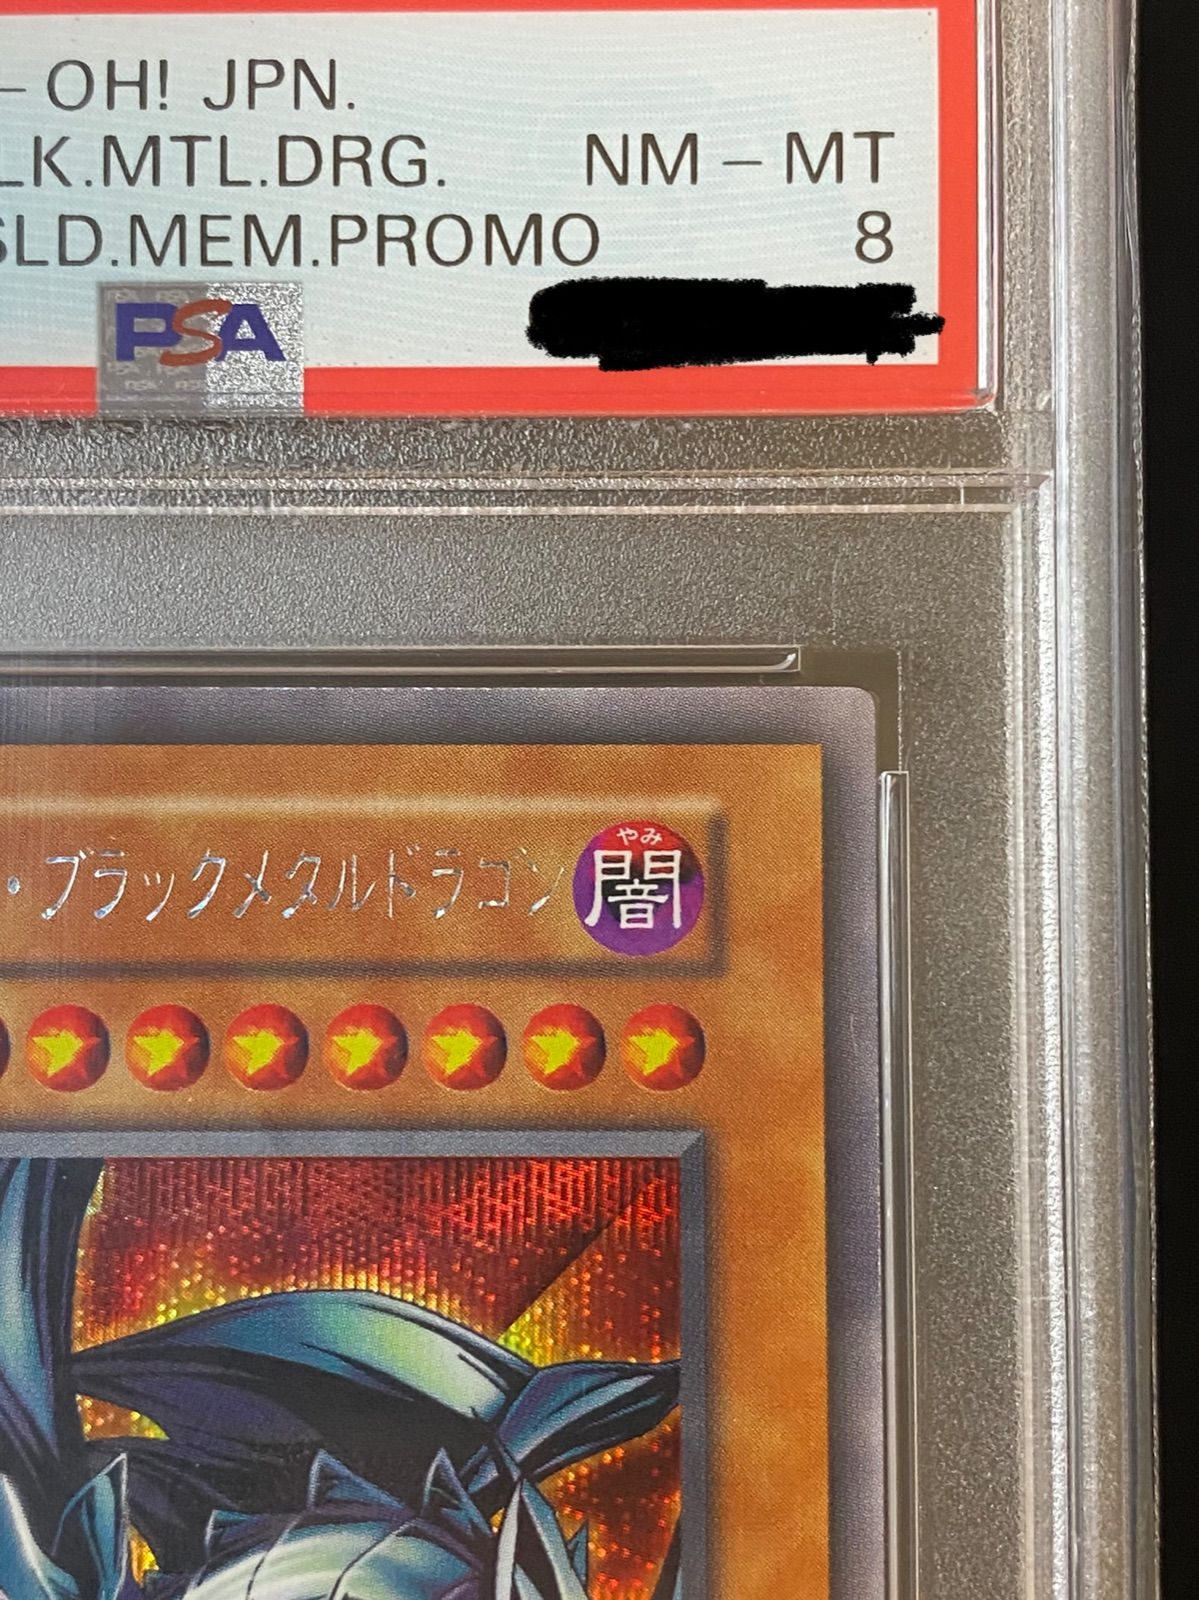 – OH! JPN.
LK.MTL.DRG. NM – MT
SLD.MEM.PROMO 8
PSA
・ブラックメタルドラゴン
やみ
闇